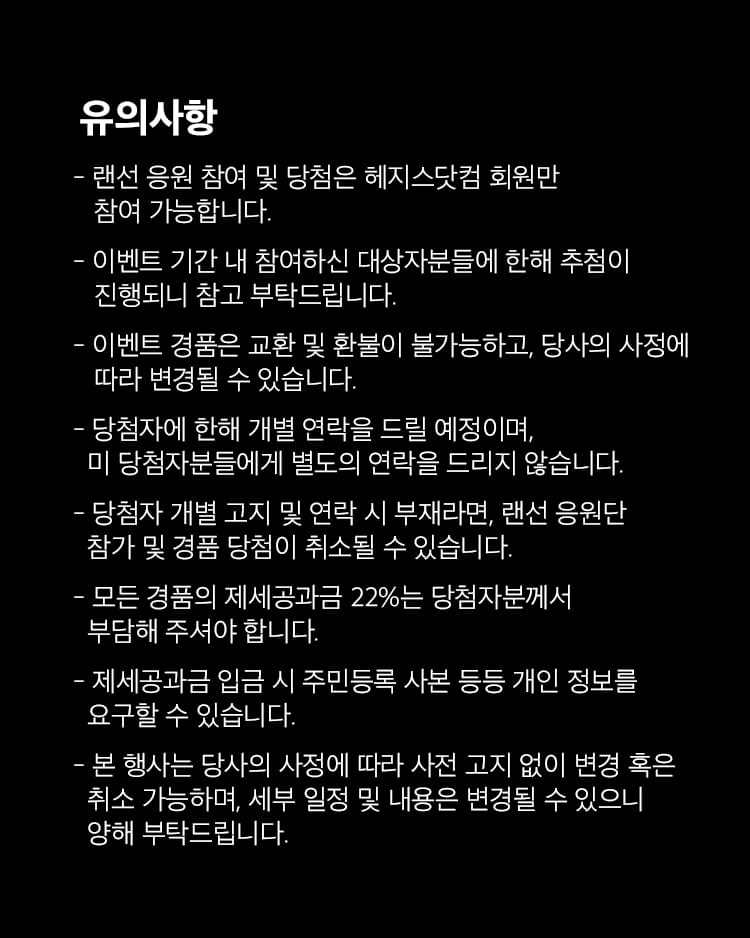 유의사항
- 랜선 응원 참여 및 당첨은 헤지스닷컴 회원만
참여 가능합니다.
- 이벤트 기간 내 참여하신 대상자분들에 한해 추첨이
진행되니 참고 부탁드립니다.
- 이벤트 경품은 교환 및 환불이 불가능하고, 당사의 사정에
따라 변경될 수 있습니다.
- 당첨자에 한해 개별 연락을 드릴 예정이며,
미 당첨자분들에게 별도의 연락을 드리지 않습니다.
- 당첨자 개별 고지 및 연락 시 부재라면, 랜선 응원단
참가 및 경품 당첨이 취소될 수 있습니다.
- 모든 경품의 제세공과금 22%는 당첨자분께서
부담해 주셔야 합니다.
- 제세공과금 입금 시 주민등록 사본 등등 개인 정보를
요구할 수 있습니다.
- 본 행사는 당사의 사정에 따라 사전 고지 없이 변경 혹은
취소 가능하며, 세부 일정 및 내용은 변경될 수 있으니
양해 부탁드립니다.